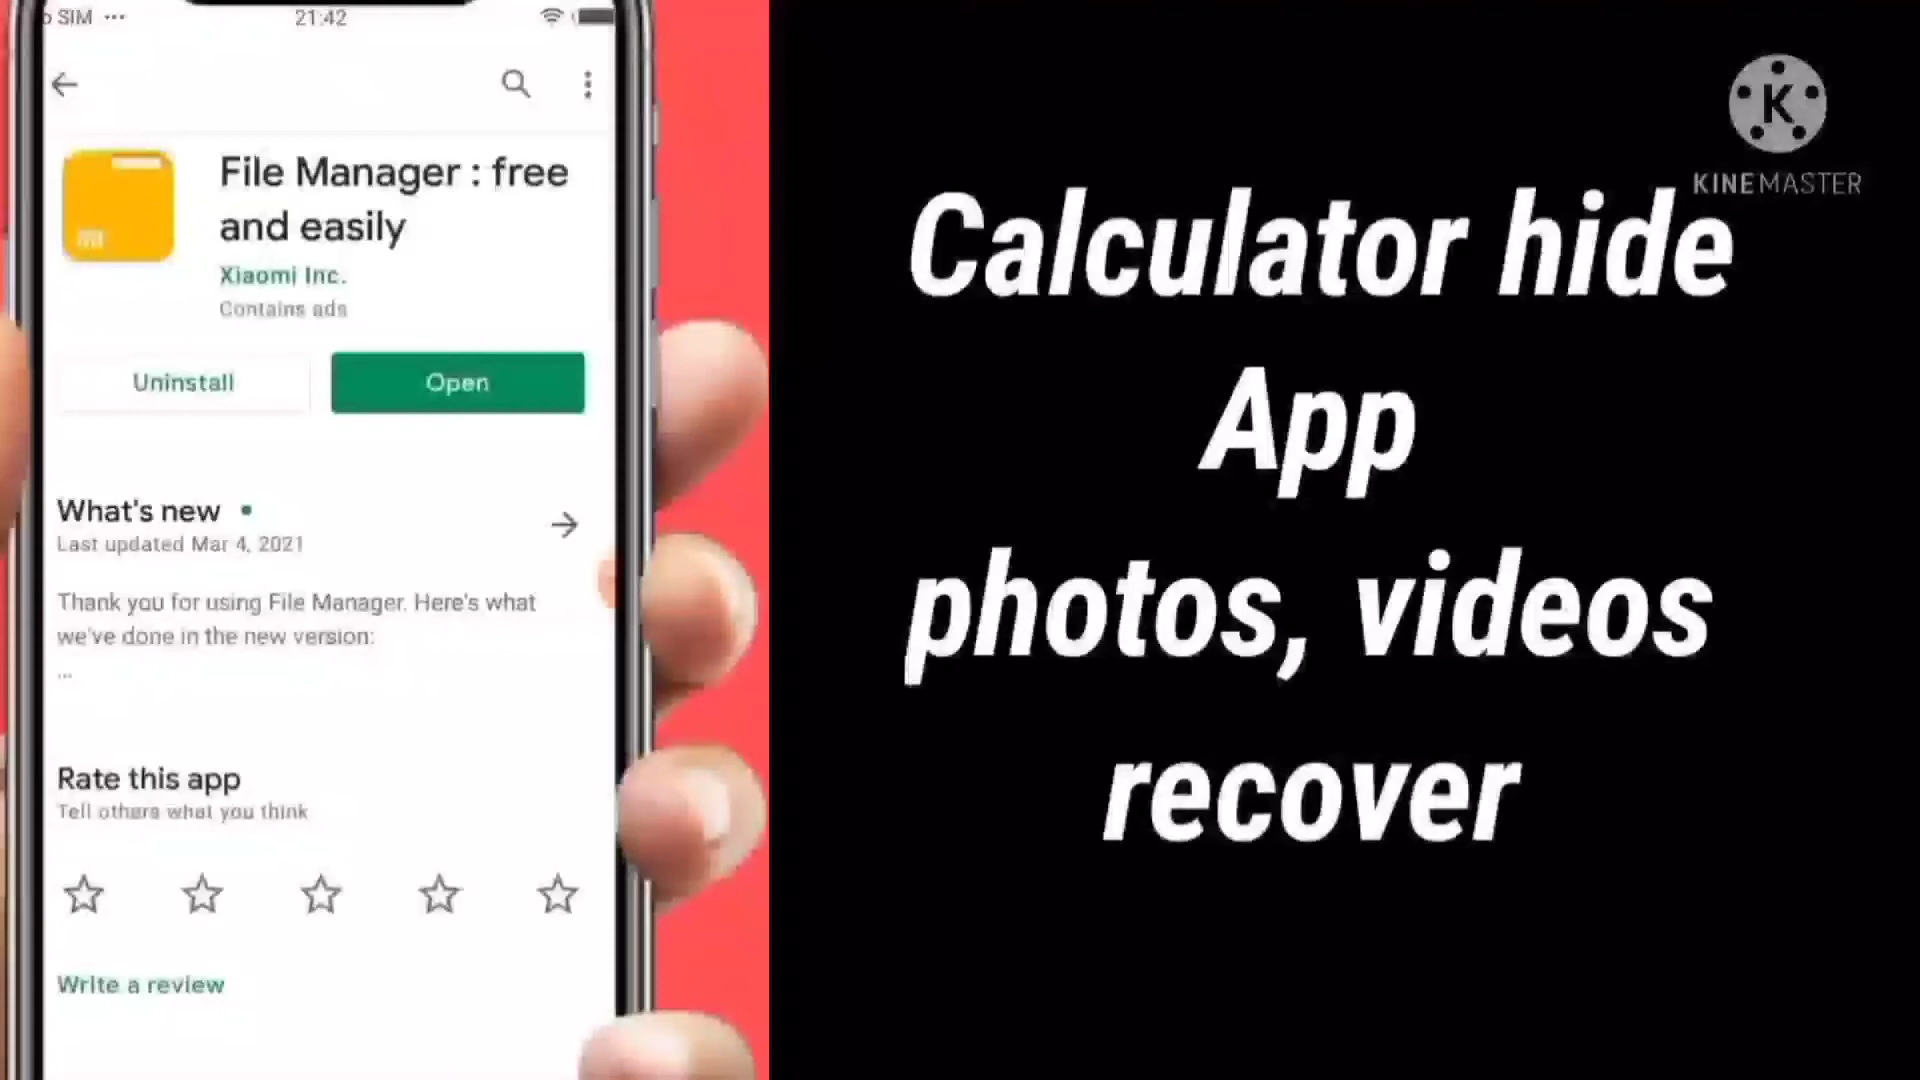 SIM ...
21:42
File Manager : free
and easily
Xiaomi Inc.
Contains ads
Uninstall
Open
What's new
Last updated Mar 4, 2021
Thank you for using File Manager. Here's what
we've done in the new version:
...
Rate this app
Tell others what you think
Write a review
K
KINEMASTER
Calculator hide
App
photos, videos
recover